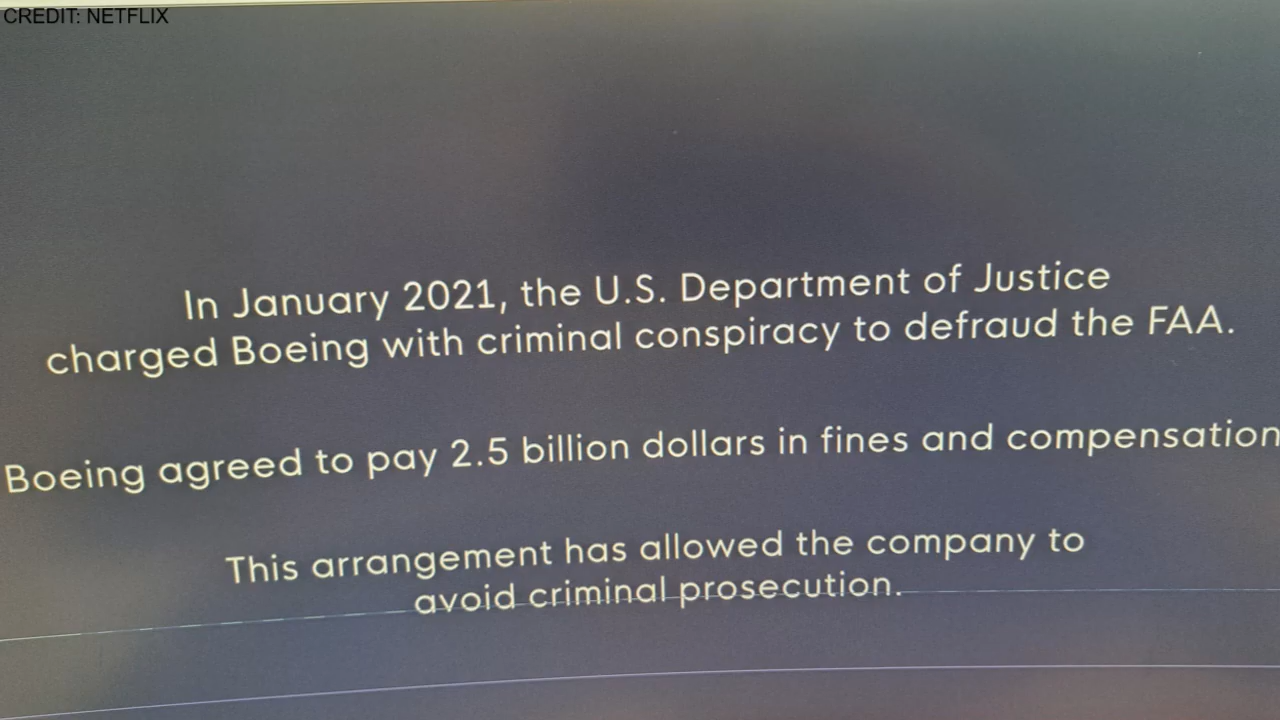 CREDIT: NETFLIX
In January 2021, the U.S. Department of Justice
charged Boeing with criminal conspiracy to defraud the FAA.
Boeing agreed to pay 2.5 billion dollars in fines and compensation
This arrangement has allowed the company to
avoid criminal prosecution.